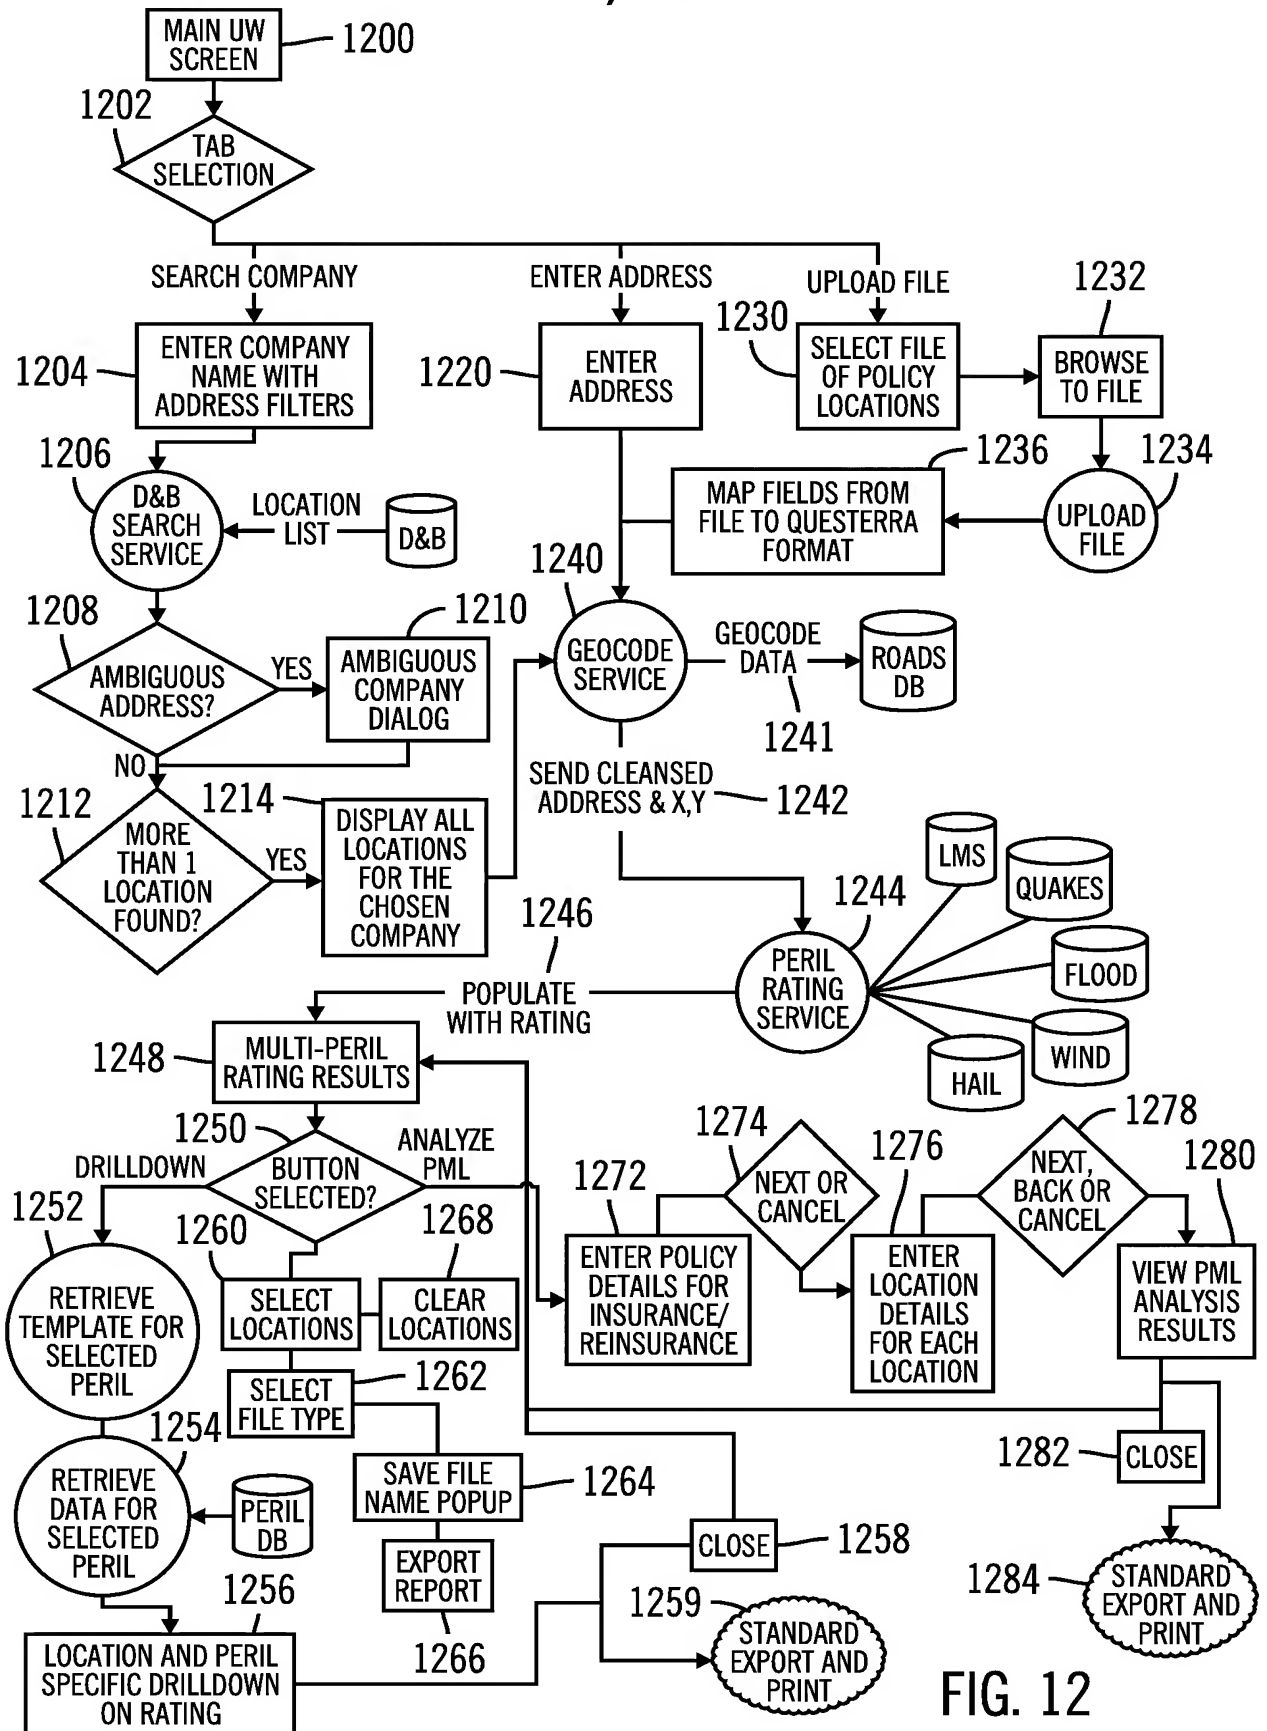 MAIN UW
SCREEN
1200
1202
TAB
SELECTION
SEARCH COMPANY
ENTER ADDRESS
UPLOAD FILE
1232
1204
ENTER COMPANY
NAME WITH
ADDRESS FILTERS
1220
ENTER
ADDRESS
1230
SELECT FILE
OF POLICY
LOCATIONS
BROWSE
TO FILE
1206
D&B
SEARCH
SERVICE
LOCATION
LIST
D&B
1236
MAP FIELDS FROM
FILE TO QUESTERRA
FORMAT
1234
UPLOAD
FILE
1208
AMBIGUOUS
ADDRESS?
YES
1210
AMBIGUOUS
COMPANY
DIALOG
1240
GEOCODE
SERVICE
GEOCODE
DATA
1241
ROADS
DB
NO
1212
MORE
THAN 1
LOCATION
FOUND?
YES
1214
DISPLAY ALL
LOCATIONS
FOR THE
CHOSEN
COMPANY
SEND CLEANSED
ADDRESS & X,Y
1242
1244
PERIL
RATING
SERVICE
LMS
QUAKES
FLOOD
WIND
HAIL
1246
POPULATE
WITH RATING
1248
MULTI-PERIL
RATING RESULTS
1250
BUTTON
SELECTED?
DRILLDOWN
ANALYZE
PML
1272
ENTER POLICY
DETAILS FOR
INSURANCE/
REINSURANCE
1274
NEXT OR
CANCEL
1276
ENTER
LOCATION
DETAILS
FOR EACH
LOCATION
1278
NEXT,
BACK OR
CANCEL
1280
VIEW PML
ANALYSIS
RESULTS
1252
RETRIEVE
TEMPLATE FOR
SELECTED
PERIL
1260
SELECT
LOCATIONS
1268
CLEAR
LOCATIONS
SELECT
FILE TYPE
1262
1254
RETRIEVE
DATA FOR
SELECTED
PERIL
PERIL
DB
SAVE FILE
NAME POPUP
1264
EXPORT
REPORT
1266
1282
CLOSE
CLOSE
1258
1256
LOCATION AND PERIL
SPECIFIC DRILLDOWN
ON RATING
1259
STANDARD
EXPORT AND
PRINT
1284
STANDARD
EXPORT AND
PRINT
FIG. 12